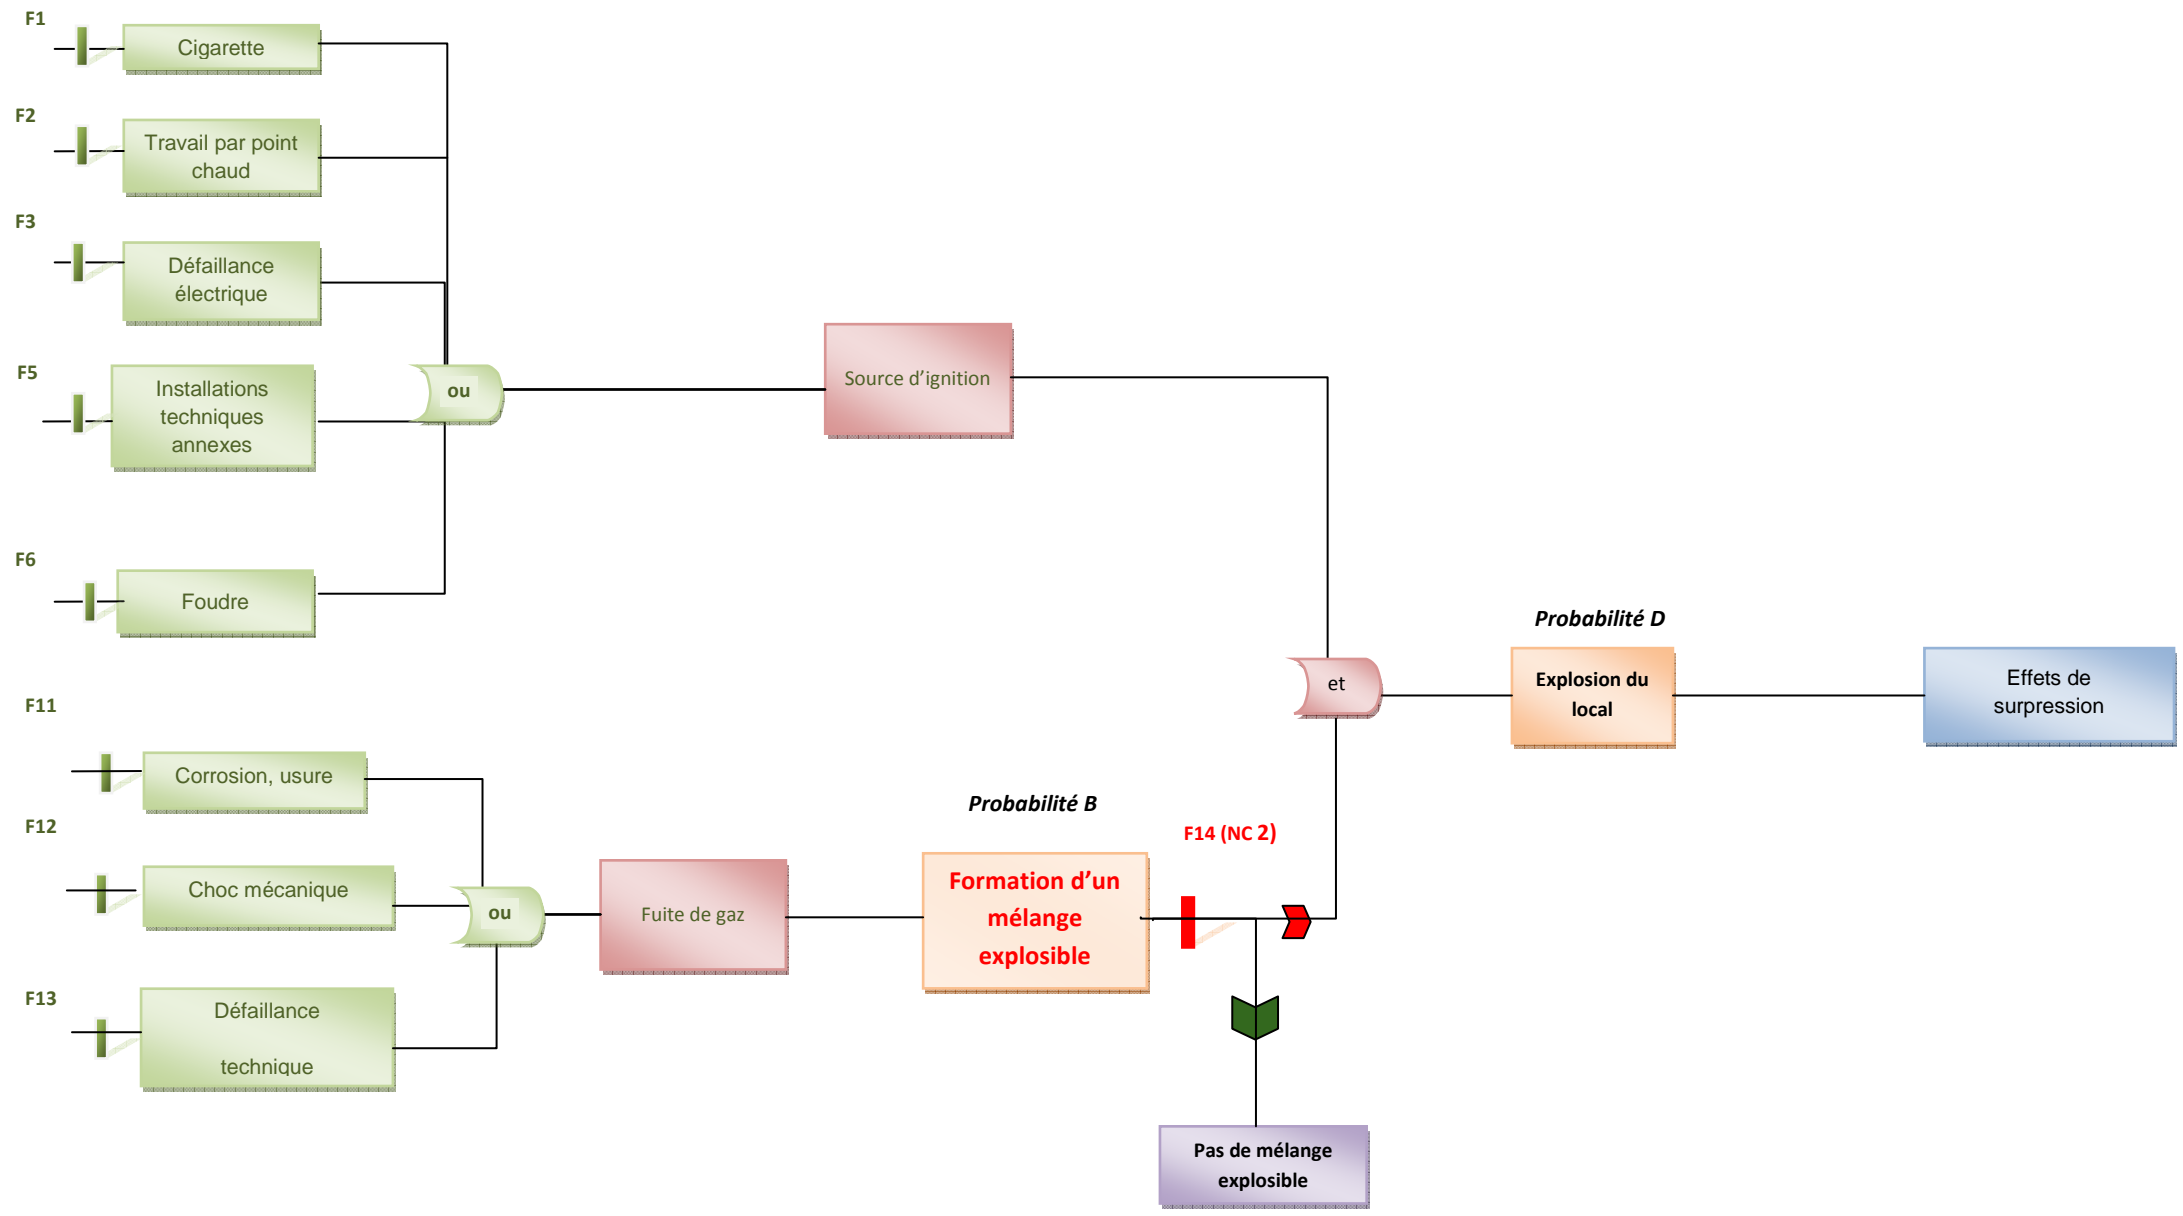 F1
Cigarette
F2
Travail par point
chaud
F3
Défaillance
électrique
F5
Installations
techniques
annexes
ou
Source d’ignition
F6
Foudre
Probabilité D
et
Explosion du
local
Effets de
surpression
F11
Corrosion, usure
Probabilité B
F12
F14 (NC 2)
Choc mécanique
ou
Fuite de gaz
Formation d’un
mélange
explosible
F13
Défaillance
technique
Pas de mélange
explosible